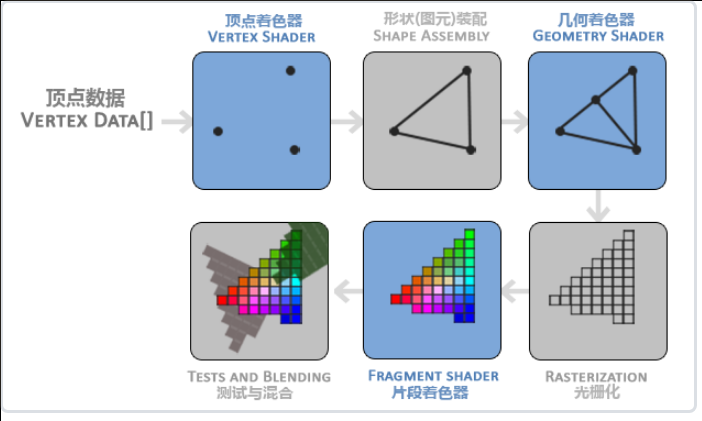 顶点着色器
VERTEX SHADER
形状(图元)装配
SHAPE ASSEMBLY
几何着色器
GEOMETRY SHADER
顶点数据
VERTEX DATA[]
TESTS AND BLENDING
测试与混合
FRAGMENT SHADER
片段着色器
RASTERIZATION
光栅化